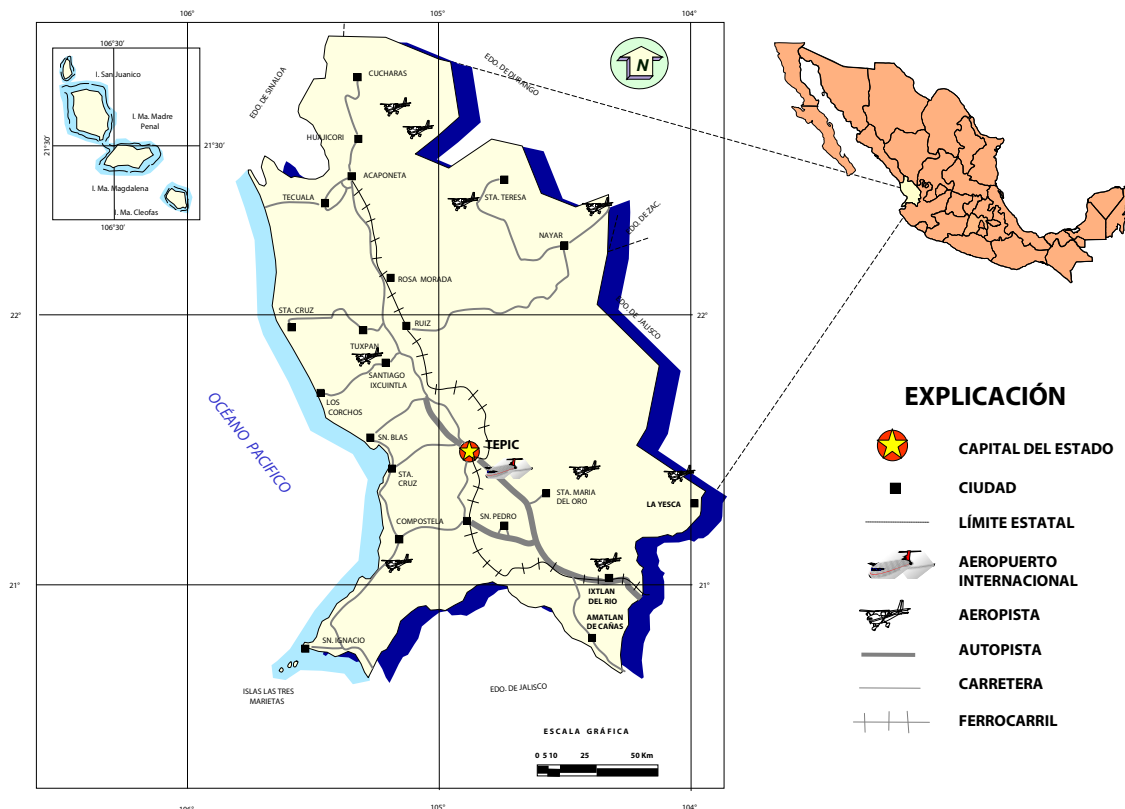 106°
105°
104°
106°30'
I. San Juanico
I. Ma. Madre
Penal
21°30'
21°30'
I. Ma. Magdalena
I. Ma. Cleofas
106°30'
EDO. DE SINALOA
EDO. DE DURANGO
N
CUCHARAS
HUAJICORI
ACAPONETA
TECUALA
STA. TERESA
NAYAR
EDO. DE ZAC.
ROSA MORADA
EDO. DE JALISCO
22°
22°
STA. CRUZ
RUIZ
TUXPAN
SANTIAGO
IXCUINTLA
LOS
CORCHOS
OCÉANO PACIFICO
SN. BLAS
TEPIC
STA.
CRUZ
STA. MARIA
DEL ORO
LA YESCA
SN. PEDRO
COMPOSTELA
21°
21°
IXTLAN
DEL RIO
AMATLAN
DE CAÑAS
SN. IGNACIO
ISLAS LAS TRES
MARIETAS
EDO. DE JALISCO
ESCALA GRÁFICA
0 5 10 25 50 Km
106°
105°
104°
EXPLICACIÓN
CAPITAL DEL ESTADO
CIUDAD
LÍMITE ESTATAL
AEROPUERTO
INTERNACIONAL
AEROPISTA
AUTOPISTA
CARRETERA
FERROCARRIL